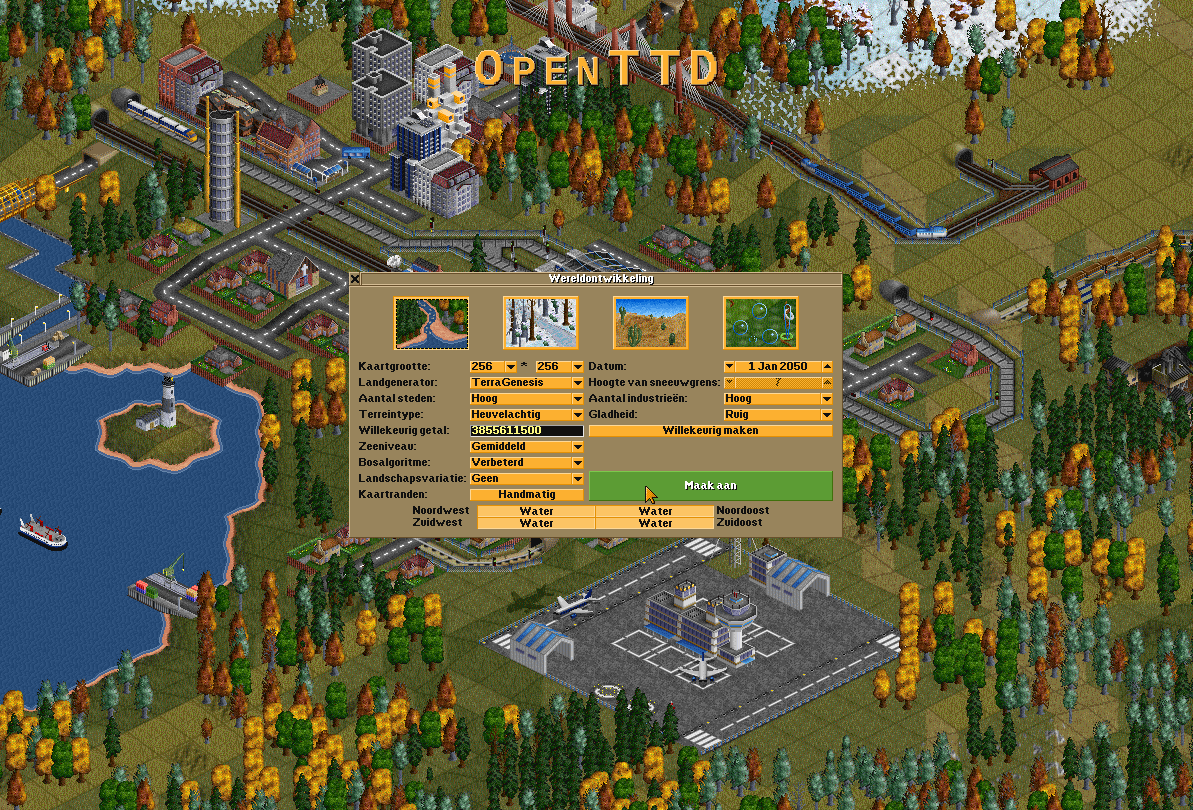 OPENTTD
Wereldontwikkeling
Kaartgrootte: 256 * 256 Datum: 1 Jan 2050
Landgenerator: TerraGenesis Hoogte van sneeuwgrens: 7
Aantal steden: Hoog Aantal industrieën: Hoog
Terreintype: Heuvelachtig Gladheid: Ruig
Willekeurig getal: 3855611500 Willekeurig maken
Zeeniveau: Gemiddeld
Bosalgoritme: Verbeterd
Landschapsvariatie: Geen Maak aan
Kaartranden: Handmatig
Noordwest Water Water Noordoost
Zuidwest Water Water Zuidoost